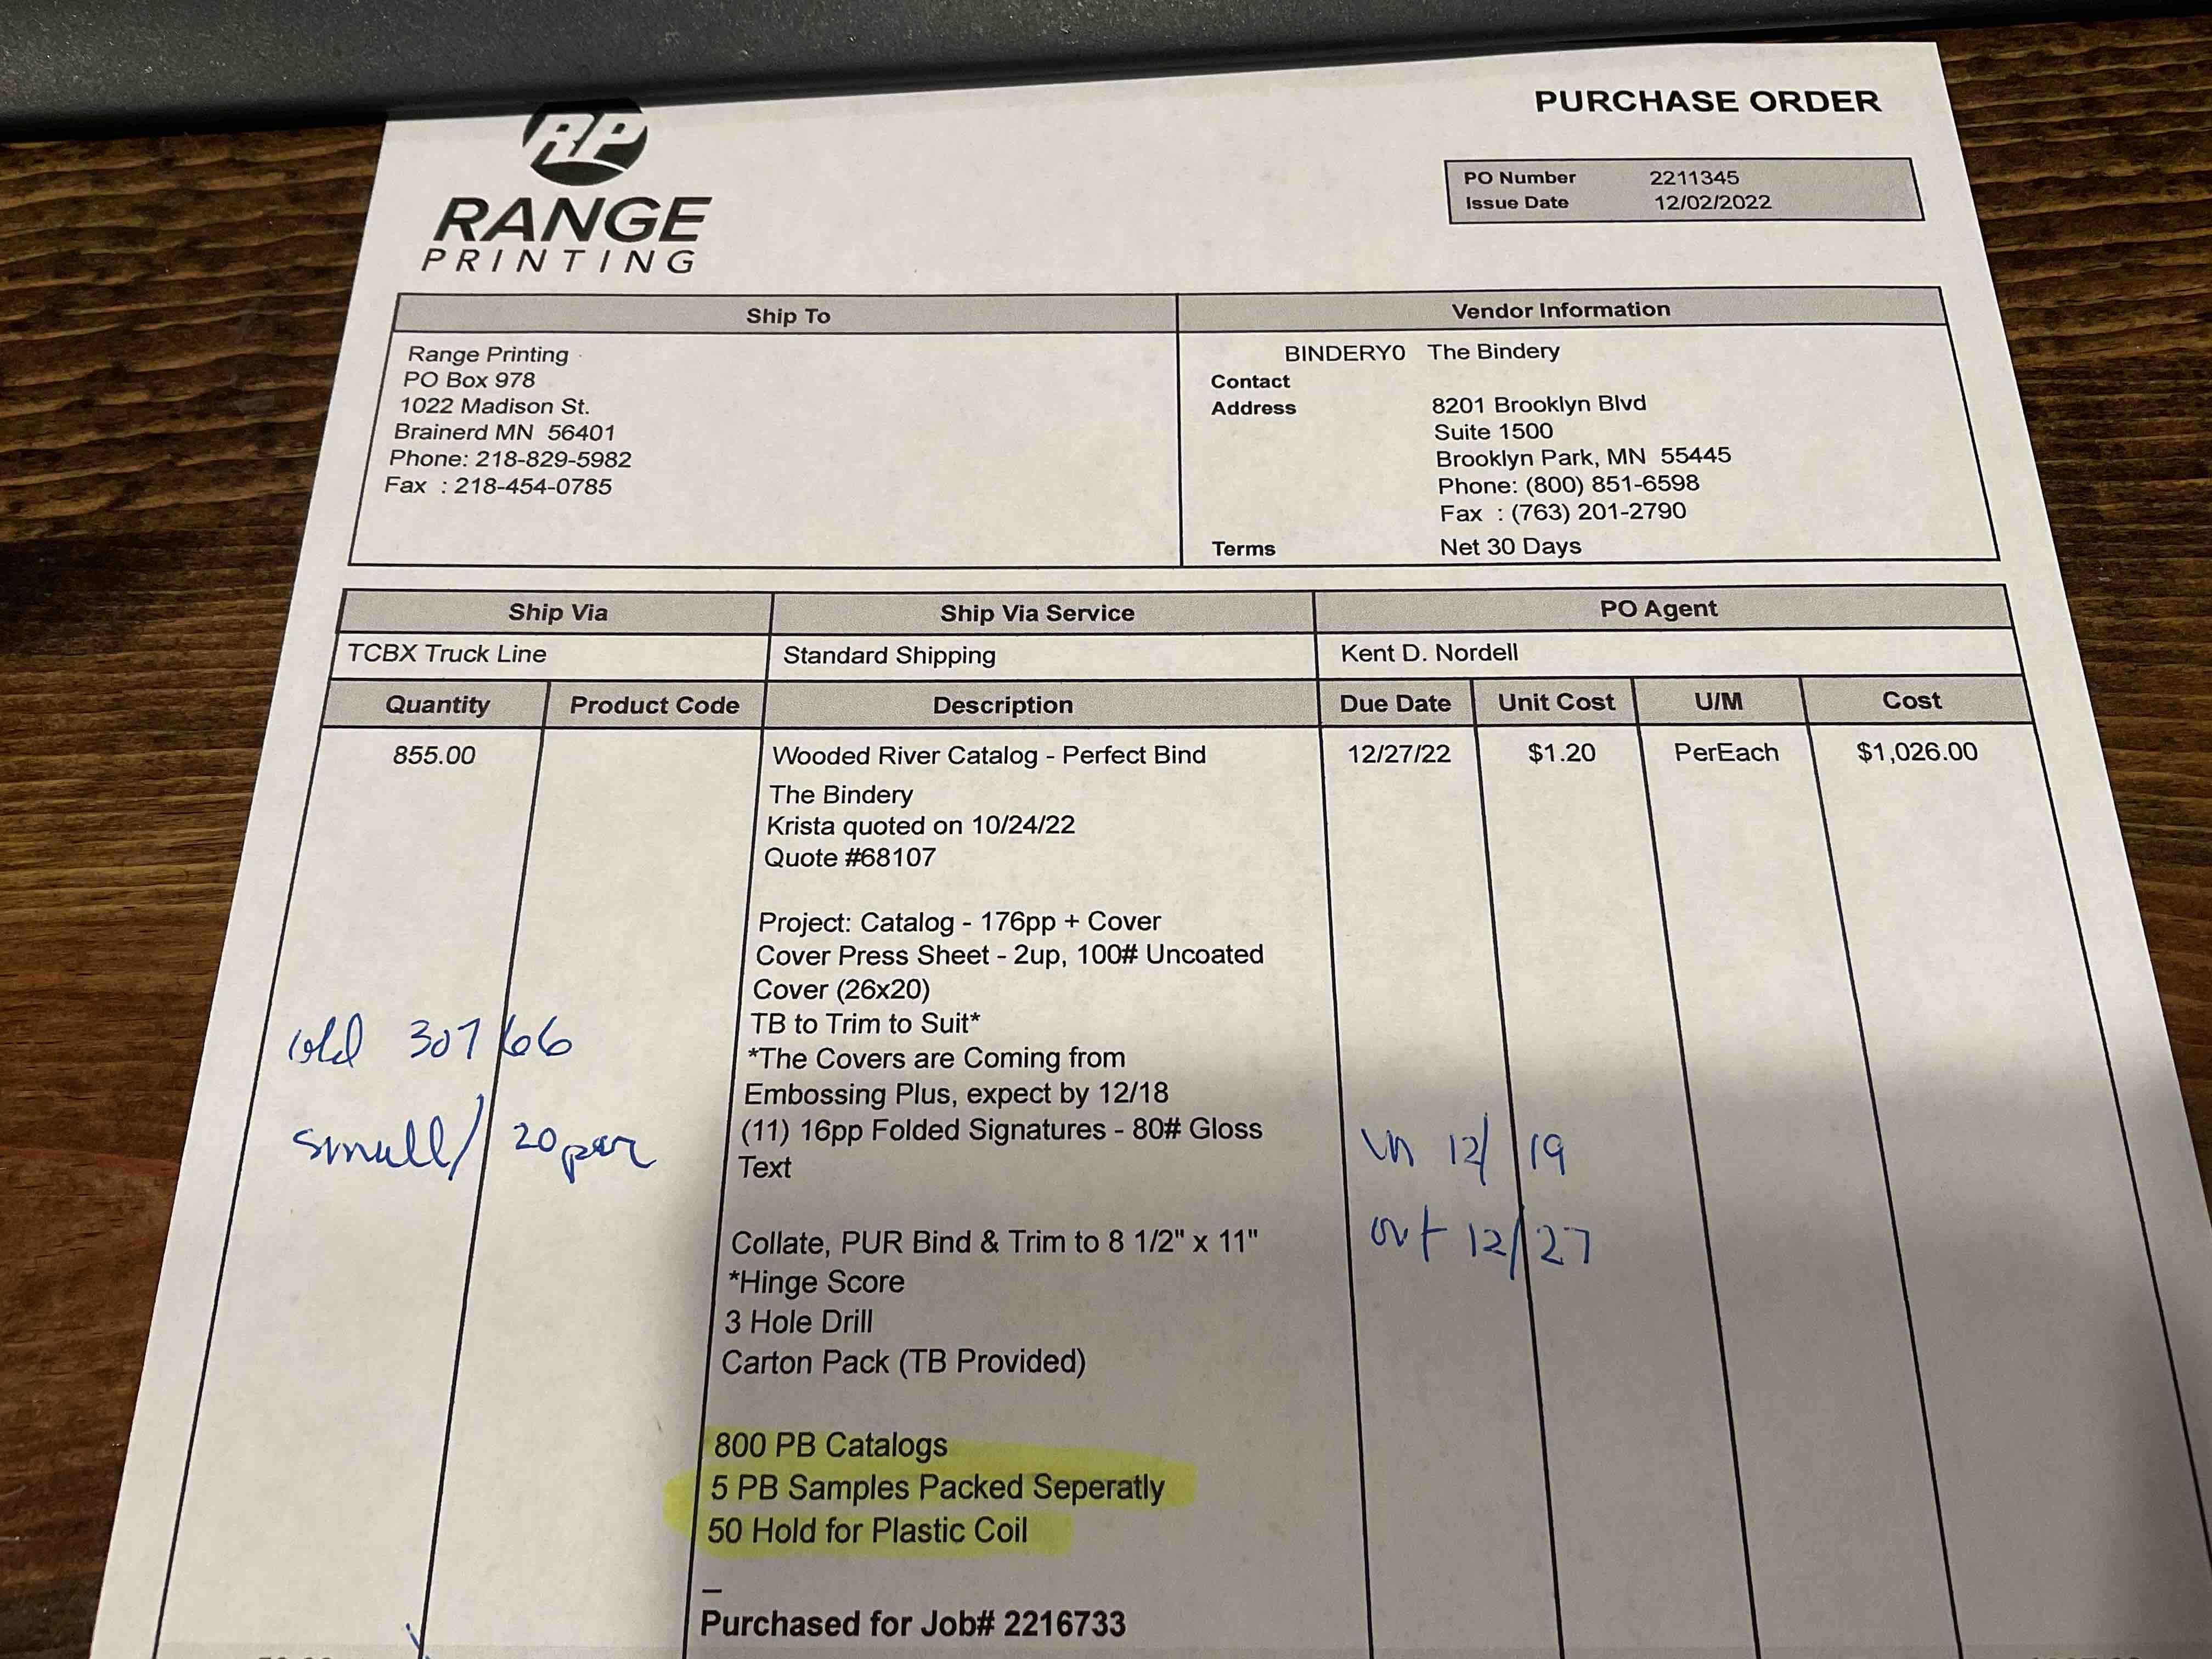 PURCHASE ORDER
RP
RANGE
PRINTING
PO Number 2211345
Issue Date 12/02/2022
Ship To
Range Printing
PO Box 978
1022 Madison St.
Brainerd MN 56401
Phone: 218-829-5982
Fax : 218-454-0785
Vendor Information
BINDERY0 The Bindery
Contact
Address 8201 Brooklyn Blvd
Suite 1500
Brooklyn Park, MN 55445
Phone: (800) 851-6598
Fax : (763) 201-2790
Terms Net 30 Days
Ship Via Ship Via Service PO Agent
TCBX Truck Line Standard Shipping Kent D. Nordell
Quantity Product Code Description Due Date Unit Cost U/M Cost
855.00 Wooded River Catalog - Perfect Bind 12/27/22 $1.20 PerEach $1,026.00
The Bindery
Krista quoted on 10/24/22
Quote #68107
Project: Catalog - 176pp + Cover
Cover Press Sheet - 2up, 100# Uncoated
Cover (26x20)
TB to Trim to Suit*
*The Covers are Coming from
Embossing Plus, expect by 12/18
(11) 16pp Folded Signatures - 80# Gloss
Text
old 307166
small/ 20 per
in 12/19
out 12/27
Collate, PUR Bind & Trim to 8 1/2" x 11"
*Hinge Score
3 Hole Drill
Carton Pack (TB Provided)
800 PB Catalogs
5 PB Samples Packed Seperatly
50 Hold for Plastic Coil
_
Purchased for Job# 2216733